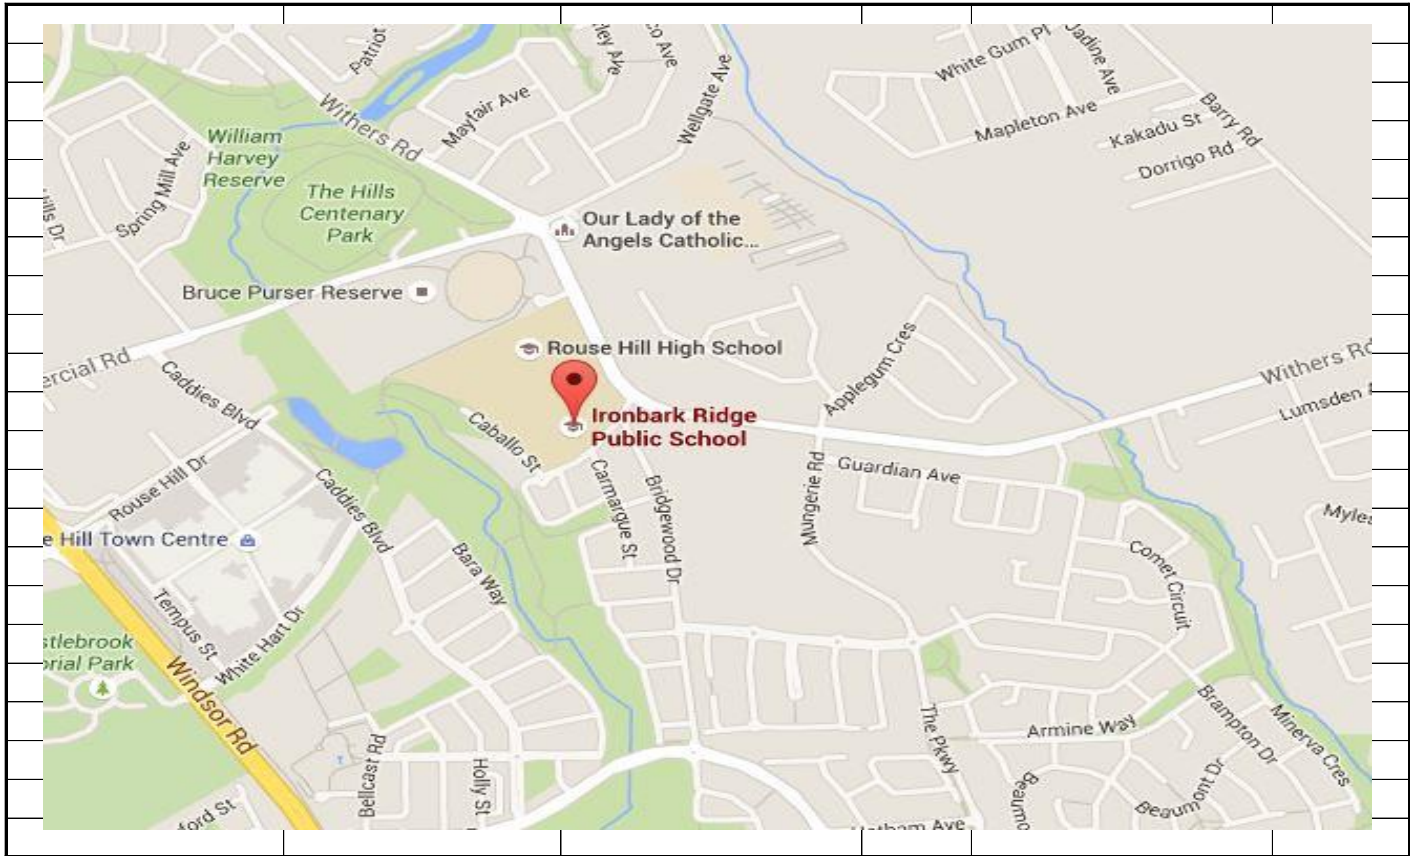 Patriot
ley Ave
co Ave
Wellgate Ave
White Gum Pl
Jadine Ave
Withers Rd
Mayfair Ave
Mapleton Ave
Kakadu St
Barry Rd
Dorrigo Rd
William
Harvey
Reserve
Spring Mill Ave
The Hills
Centenary
Park
ills Dr
Our Lady of the
Angels Catholic...
Bruce Purser Reserve
Rouse Hill High School
ercial Rd
Caddies Blvd
Applegum Cres
Withers Rd
Lumsden
Ironbark Ridge
Public School
Caballo St
Rouse Hill Dr
Caddies Blvd
Carmargue St
Bridgewood Dr
Mungerie Rd
Guardian Ave
Myles
e Hill Town Centre
Bara Way
Comet Circuit
Tempus St
White Hart Dr
stlebrook
orial Park
Windsor Rd
The Pkwy
Armine Way
Brampton Dr
Minerva Cres
Bellcast Rd
Holly St
Beaumo
Beaumont Dr
ford St